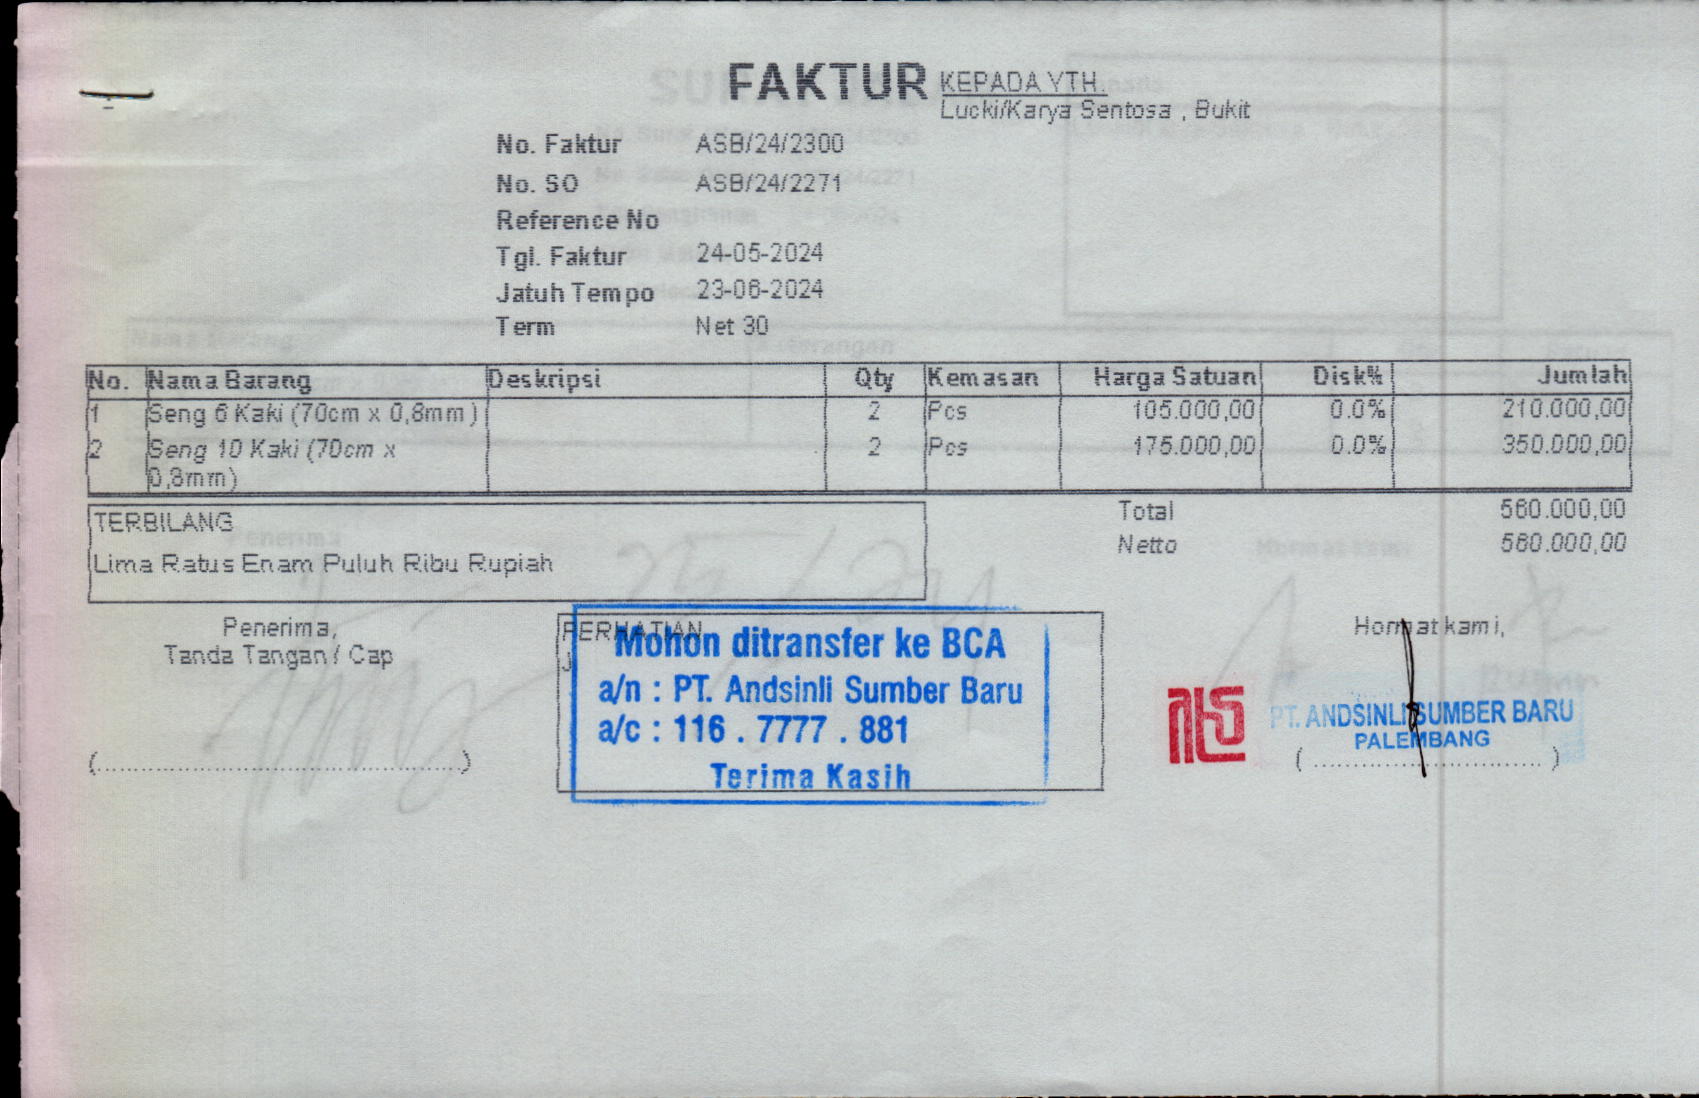 FAKTUR
KEPADA YTH.
Lucki/Karya Sentosa , Bukit
No. Faktur ASB/24/2300
No. SO ASB/24/2271
Reference No
Tgl. Faktur 24-05-2024
Jatuh Tempo 23-06-2024
Term Net 30
No. Nama Barang Deskripsi Qty Kemasan Harga Satuan Disk% Jumlah
1 Seng 6 Kaki (70cm x 0,8mm) 2 Pcs 105.000,00 0.0% 210.000,00
2 Seng 10 Kaki (70cm x 2 Pcs 175.000,00 0.0% 350.000,00
0,8mm)
TERBILANG
Lima Ratus Enam Puluh Ribu Rupiah
Total 560.000,00
Netto 560.000,00
Penerima,
Tanda Tangan / Cap
PERHATIAN
Mohon ditransfer ke BCA
a/n : PT. Andsinli Sumber Baru
a/c : 116 . 7777 . 881
Terima Kasih
Hormat kami,
PT. ANDSINLI SUMBER BARU
PALEMBANG